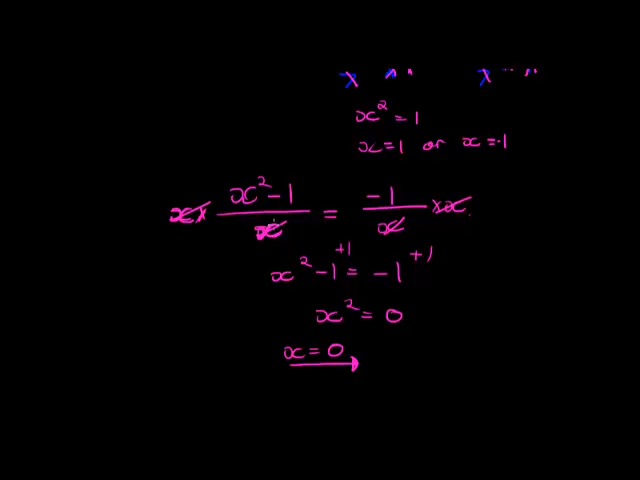 x² = 1
x = 1 or x = -1
x × (x² - 1)/x = -1/x × x
x² - 1 + 1 = -1 + 1
x² = 0
x = 0